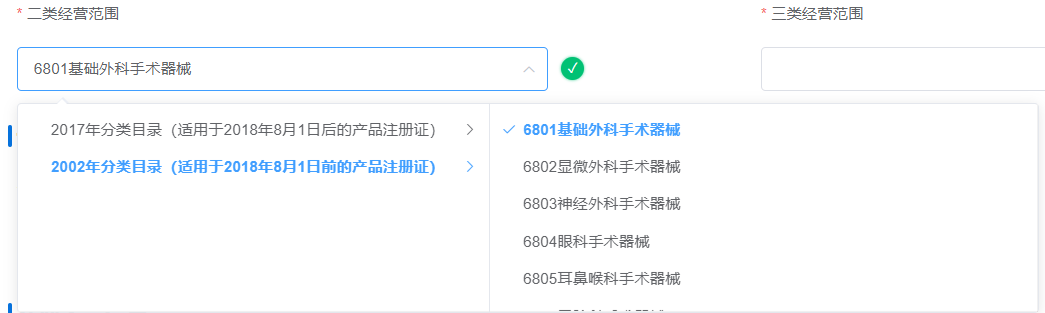 * 二类经营范围
* 三类经营范围
6801基础外科手术器械
2017年分类目录（适用于2018年8月1日后的产品注册证）
2002年分类目录（适用于2018年8月1日前的产品注册证）
6801基础外科手术器械
6802显微外科手术器械
6803神经外科手术器械
6804眼科手术器械
6805耳鼻喉科手术器械